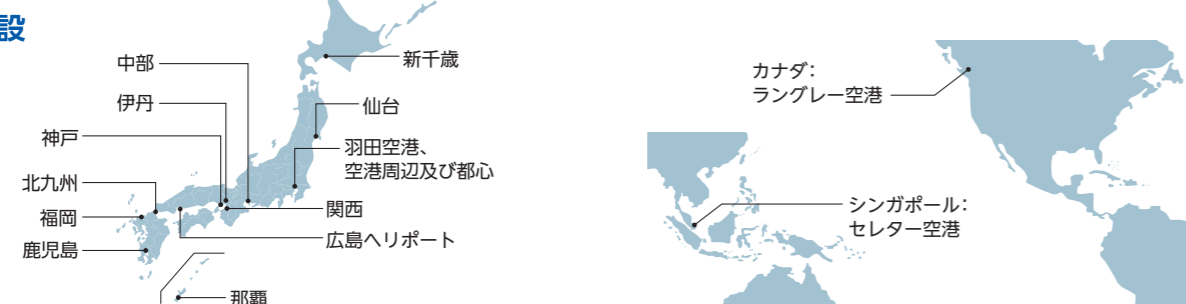 設
中部
伊丹
神戸
北九州
福岡
鹿児島
新千歳
仙台
羽田空港、
空港周辺及び都心
関西
広島ヘリポート
那覇
カナダ：
ラングレー空港
シンガポール：
セレター空港